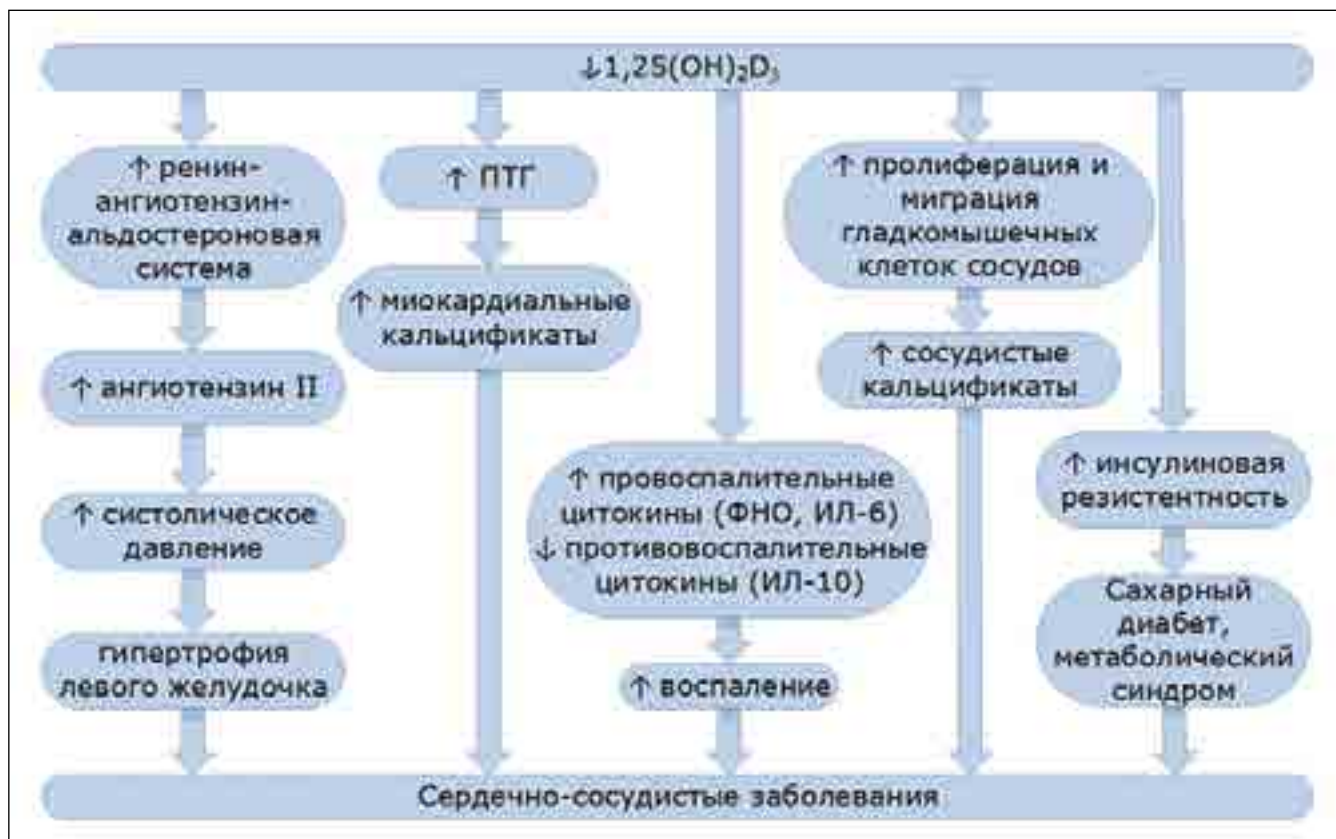 ↓1,25(OH)₂D₃
↑ ренин-
ангиотензин-
альдостероновая
система
↑ ангиотензин II
↑ систолическое
давление
гипертрофия
левого желудочка
↑ ПТГ
↑ миокардиальные
кальцификаты
↑ провоспалительные
цитокины (ФНО, ИЛ-6)
↓ противовоспалительные
цитокины (ИЛ-10)
↑ воспаление
↑ пролиферация и
миграция
гладкомышечных
клеток сосудов
↑ сосудистые
кальцификаты
↑ инсулиновая
резистентность
Сахарный
диабет,
метаболический
синдром
Сердечно-сосудистые заболевания